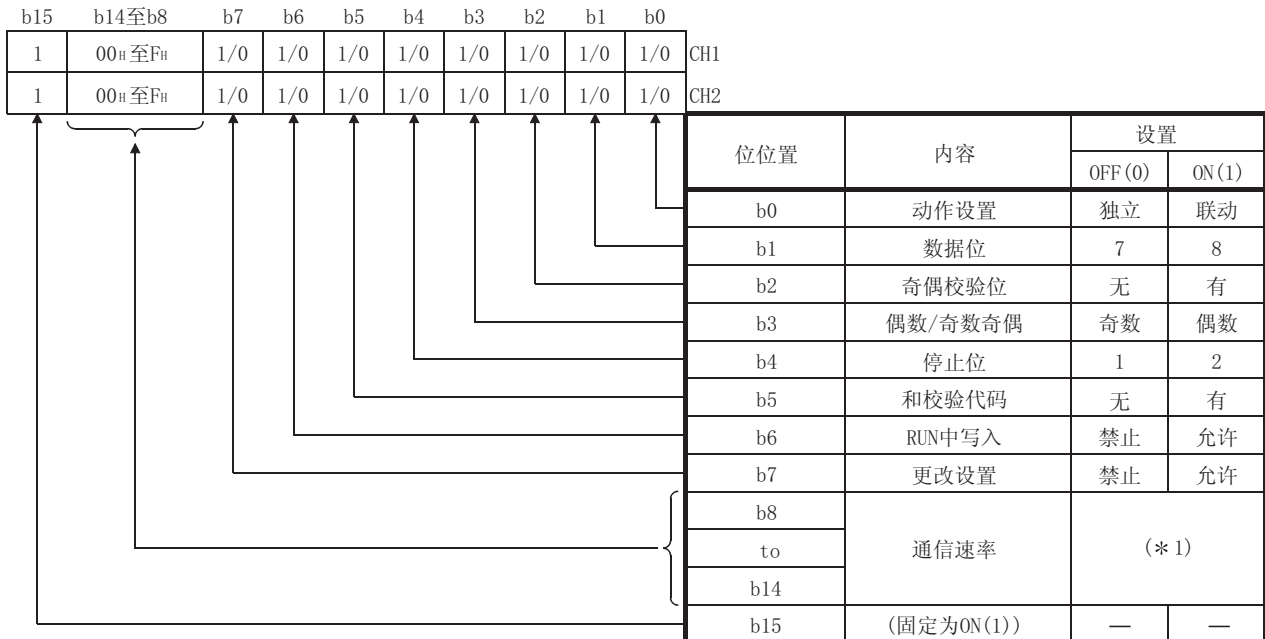 b15 b14至b8 b7 b6 b5 b4 b3 b2 b1 b0
1 00H至FH 1/0 1/0 1/0 1/0 1/0 1/0 1/0 1/0 CH1
1 00H至FH 1/0 1/0 1/0 1/0 1/0 1/0 1/0 1/0 CH2
位位置 内容 设置
OFF(0) ON(1)
b0 动作设置 独立 联动
b1 数据位 7 8
b2 奇偶校验位 无 有
b3 偶数/奇数奇偶 奇数 偶数
b4 停止位 1 2
b5 和校验代码 无 有
b6 RUN中写入 禁止 允许
b7 更改设置 禁止 允许
b8
to 通信速率 (*1)
b14
b15 (固定为ON(1)) — —